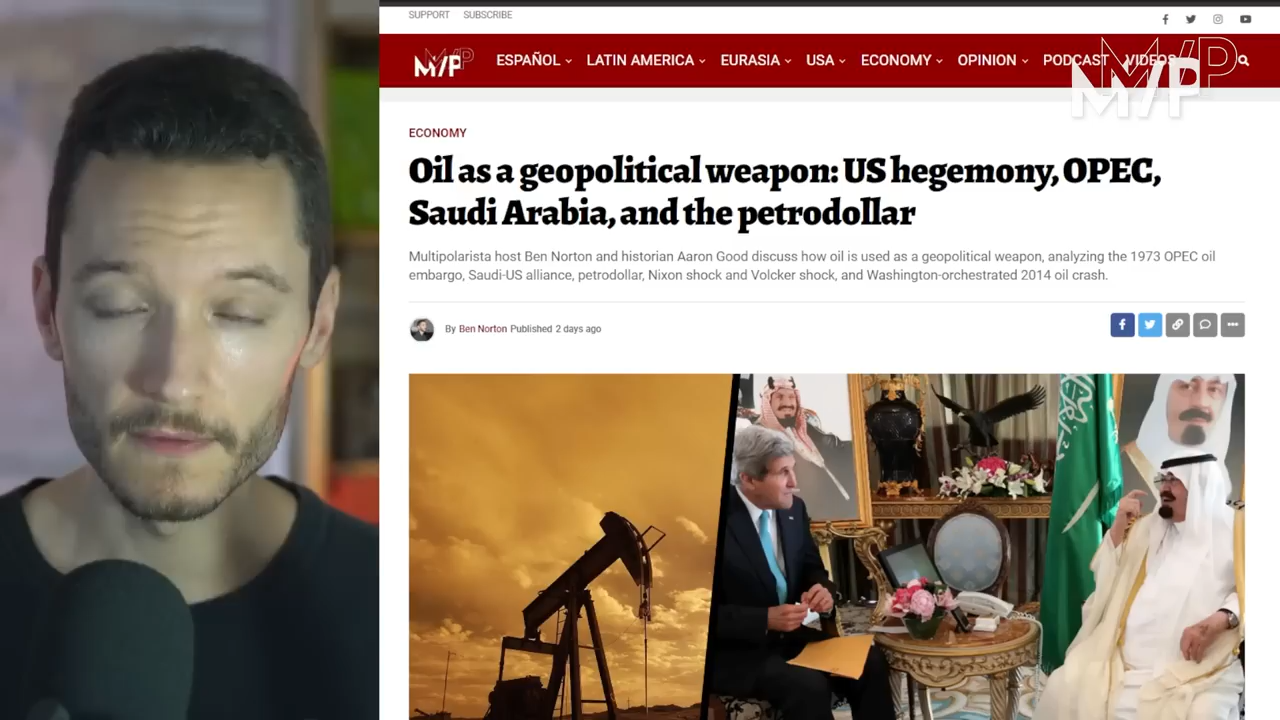 SUPPORT SUBSCRIBE
M/P ESPAÑOL LATIN AMERICA EURASIA USA ECONOMY OPINION PODCAST VIDEOS
M/P
ECONOMY
Oil as a geopolitical weapon: US hegemony, OPEC,
Saudi Arabia, and the petrodollar
Multipolarista host Ben Norton and historian Aaron Good discuss how oil is used as a geopolitical weapon, analyzing the 1973 OPEC oil
embargo, Saudi-US alliance, petrodollar, Nixon shock and Volcker shock, and Washington-orchestrated 2014 oil crash.
By Ben Norton Published 2 days ago